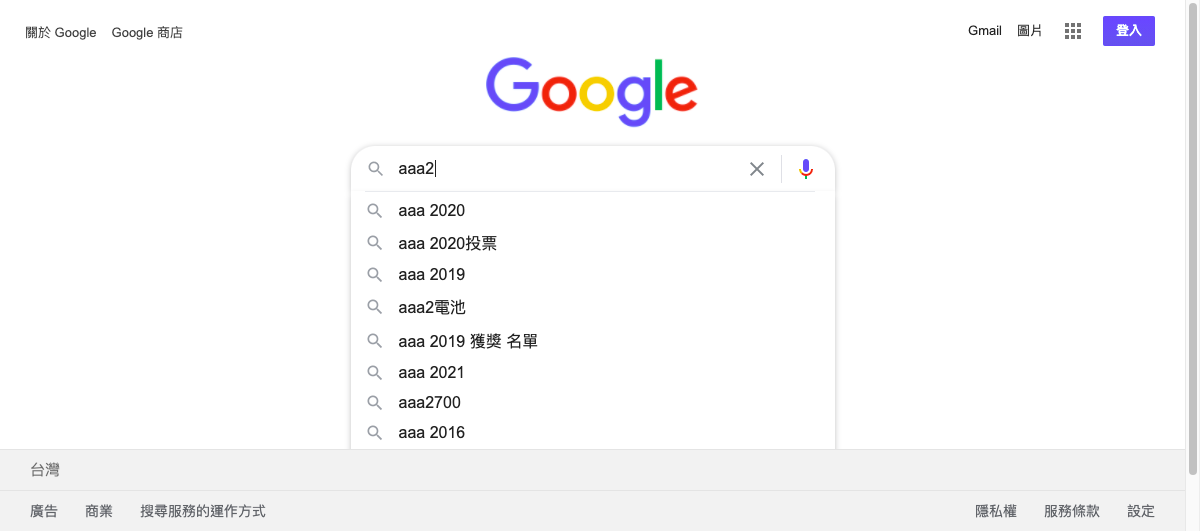 關於 Google Google 商店 Gmail 圖片 登入
Google
aaa2
aaa 2020
aaa 2020投票
aaa 2019
aaa2電池
aaa 2019 獲獎 名單
aaa 2021
aaa2700
aaa 2016
台灣
廣告 商業 搜尋服務的運作方式 隱私權 服務條款 設定